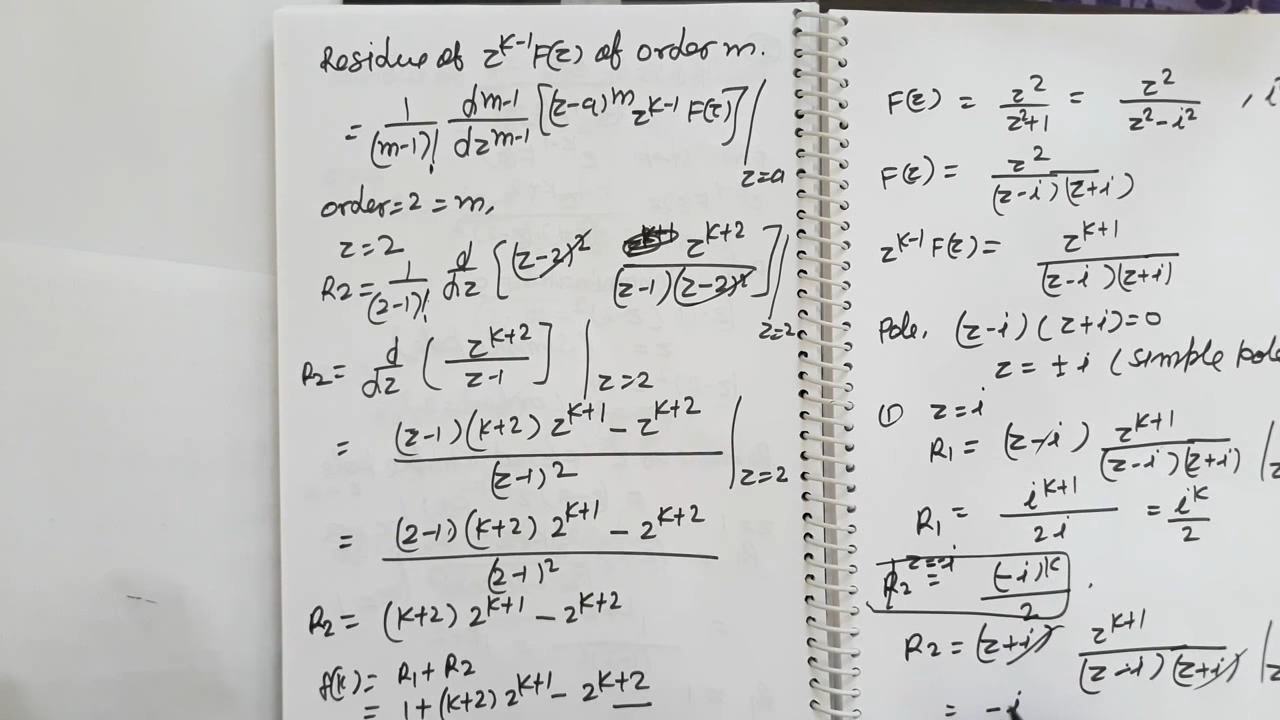 Residue of z^{k-1} F(z) of order m.
= 1/(m-1)! d^{m-1}/dz^{m-1} [(z-a)^m z^{k-1} F(z)] |_{z=a}
order=2=m,
z=2
R2= 1/(2-1)! d/dz [(z-2)^2 z^{k+2}/((z-1)(z-2)^2)] |_{z=2}
R2= d/dz (z^{k+2}/(z-1)] |_{z=2}
= ((z-1)(k+2) z^{k+1} - z^{k+2})/(z-1)^2 |_{z=2}
= ((2-1)(k+2) 2^{k+1} - 2^{k+2})/(2-1)^2
R2= (k+2) 2^{k+1} - 2^{k+2}
f(k)= R1+R2
= 1+(k+2) 2^{k+1} - 2^{k+2}
F(z) = z^2/(z^2+1) = z^2/(z^2-i^2) , i
F(z) = z^2/((z-i)(z+i))
z^{k-1} F(z) = z^{k+1}/((z-i)(z+i))
Pole, (z-i)(z+i)=0
z = ±i (simple pole
① z=i
R1= (z-i) z^{k+1}/((z-i)(z+i)) |
R1 = i^{k+1}/2i = i^k/2
z=-i
R2 = (-i)^k/2 .
R2 = (z+i) z^{k+1}/((z-i)(z+i)) |
= -i